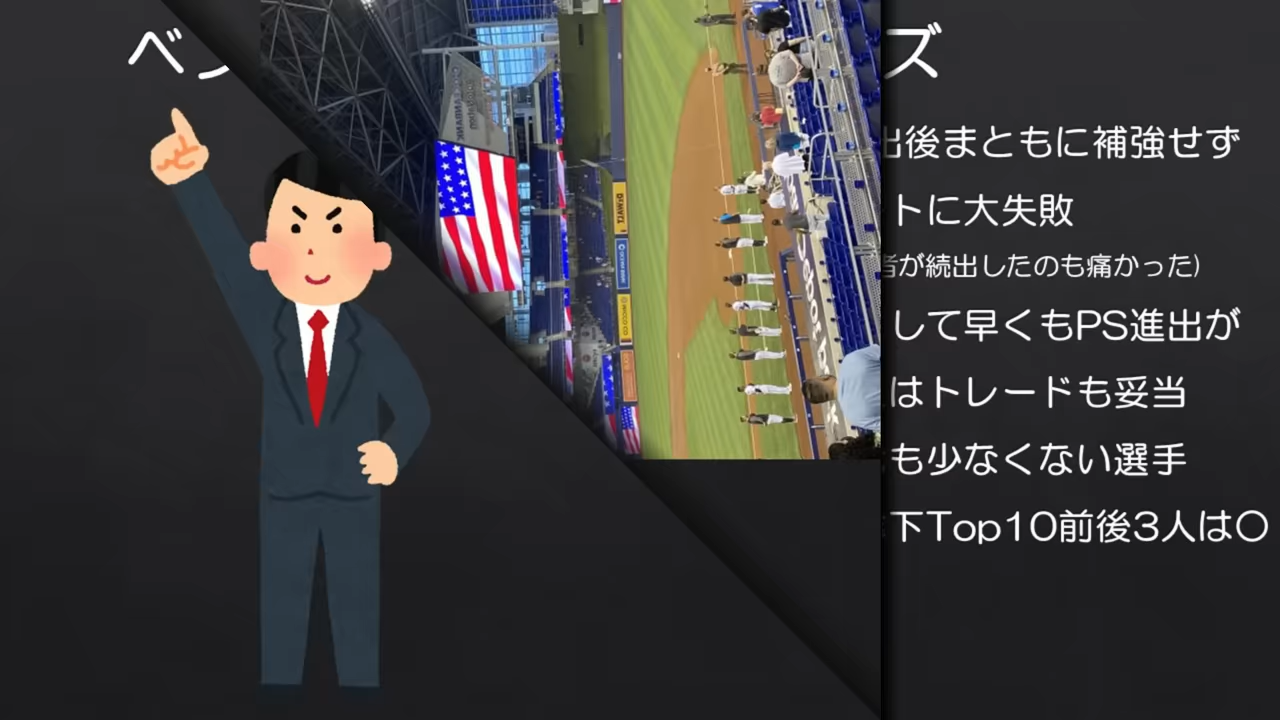 ベン
ズ
出後まともに補強せず
トに大失敗
者が続出したのも痛かった)
して早くもPS進出が
はトレードも妥当
も少なくない選手
下Top10前後3人は〇
DEWALT